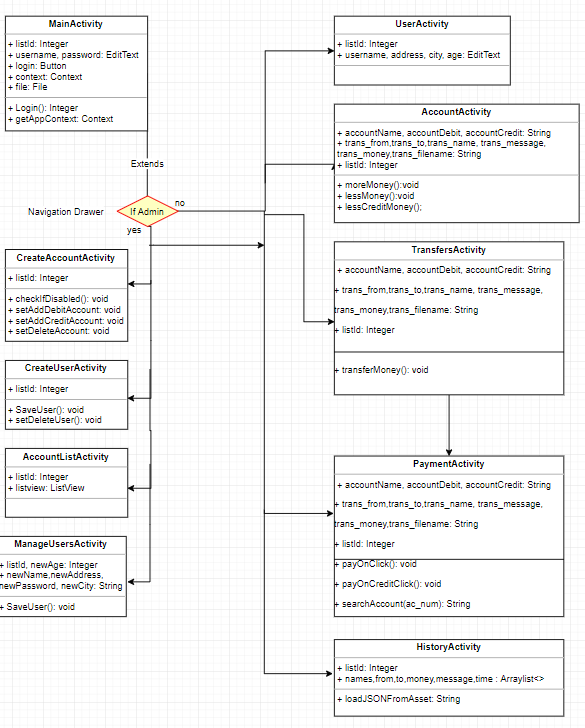 MainActivity
+ listId: Integer
+ username, password: EditText
+ login: Button
+ context: Context
+ file: File
+ Login(): Integer
+ getAppContext: Context
Extends
Navigation Drawer
If Admin
no
yes
CreateAccountActivity
+ listId: Integer
+ checkIfDisabled(): void
+ setAddDebitAccount: void
+ setAddCreditAccount: void
+ setDeleteAccount: void
CreateUserActivity
+ listId: Integer
+ SaveUser(): void
+ setDeleteUser(): void
AccountListActivity
+ listId: Integer
+ listview: ListView
ManageUsersActivity
+ listId, newAge: Integer
+ newName,newAddress,
newPassword, newCity: String
+ SaveUser(): void
UserActivity
+ listId: Integer
+ username, address, city, age: EditText
AccountActivity
+ accountName, accountDebit, accountCredit: String
+ trans_from,trans_to,trans_name, trans_message,
trans_money,trans_filename: String
+ listId: Integer
+ moreMoney():void
+ lessMoney():void
+ lessCreditMoney();
TransfersActivity
+ accountName, accountDebit, accountCredit: String
+ trans_from,trans_to,trans_name, trans_message,
trans_money,trans_filename: String
+ listId: Integer
+ transferMoney(): void
PaymentActivity
+ accountName, accountDebit, accountCredit: String
+ trans_from,trans_to,trans_name, trans_message,
trans_money,trans_filename: String
+ listId: Integer
+ payOnClick(): void
+ payOnCreditClick(): void
+ searchAccount(ac_num): String
HistoryActivity
+ listId: Integer
+ names,from,to,money,message,time : Arraylist<>
+ loadJSONFromAsset: String